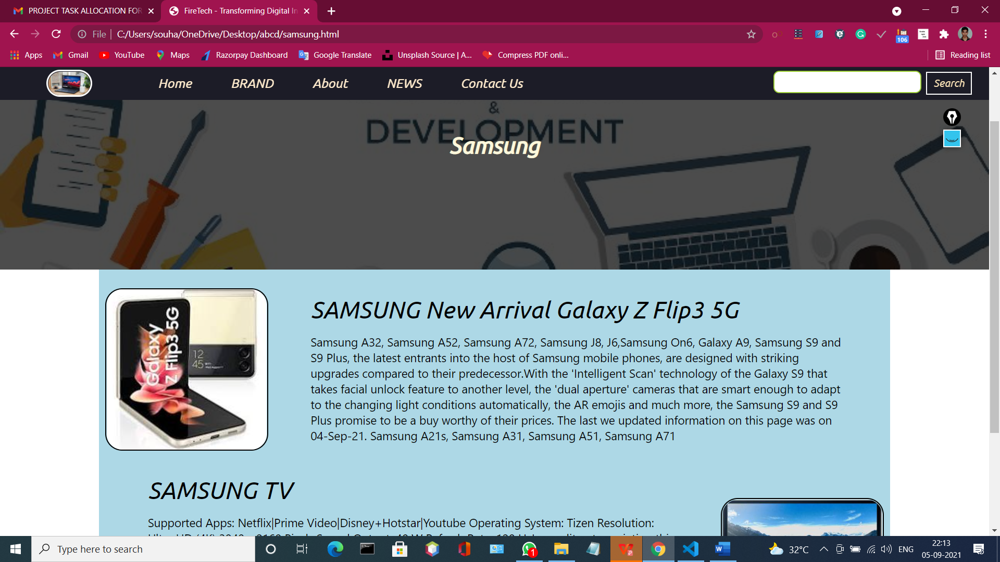 PROJECT TASK ALLOCATION FOR
FireTech - Transforming Digital In
File
C:/Users/souha/OneDrive/Desktop/abcd/samsung.html
106
Apps
Gmail
YouTube
Maps
Razorpay Dashboard
Google Translate
Unsplash Source | A...
Compress PDF onli...
Reading list
Home
BRAND
About
NEWS
Contact Us
Search
&
DEVELOPMENT
Samsung
Galaxy
Z Flip3 5G
12
45
SAMSUNG New Arrival Galaxy Z Flip3 5G
Samsung A32, Samsung A52, Samsung A72, Samsung J8, J6,Samsung On6, Galaxy A9, Samsung S9 and
S9 Plus, the latest entrants into the host of Samsung mobile phones, are designed with striking
upgrades compared to their predecessor.With the 'Intelligent Scan' technology of the Galaxy S9 that
takes facial unlock feature to another level, the 'dual aperture' cameras that are smart enough to adapt
to the changing light conditions automatically, the AR emojis and much more, the Samsung S9 and S9
Plus promise to be a buy worthy of their prices. The last we updated information on this page was on
04-Sep-21. Samsung A21s, Samsung A31, Samsung A51, Samsung A71
SAMSUNG TV
Supported Apps: Netflix|Prime Video|Disney+Hotstar|Youtube Operating System: Tizen Resolution:
Type here to search
1
32°C
ENG
22:13
05-09-2021